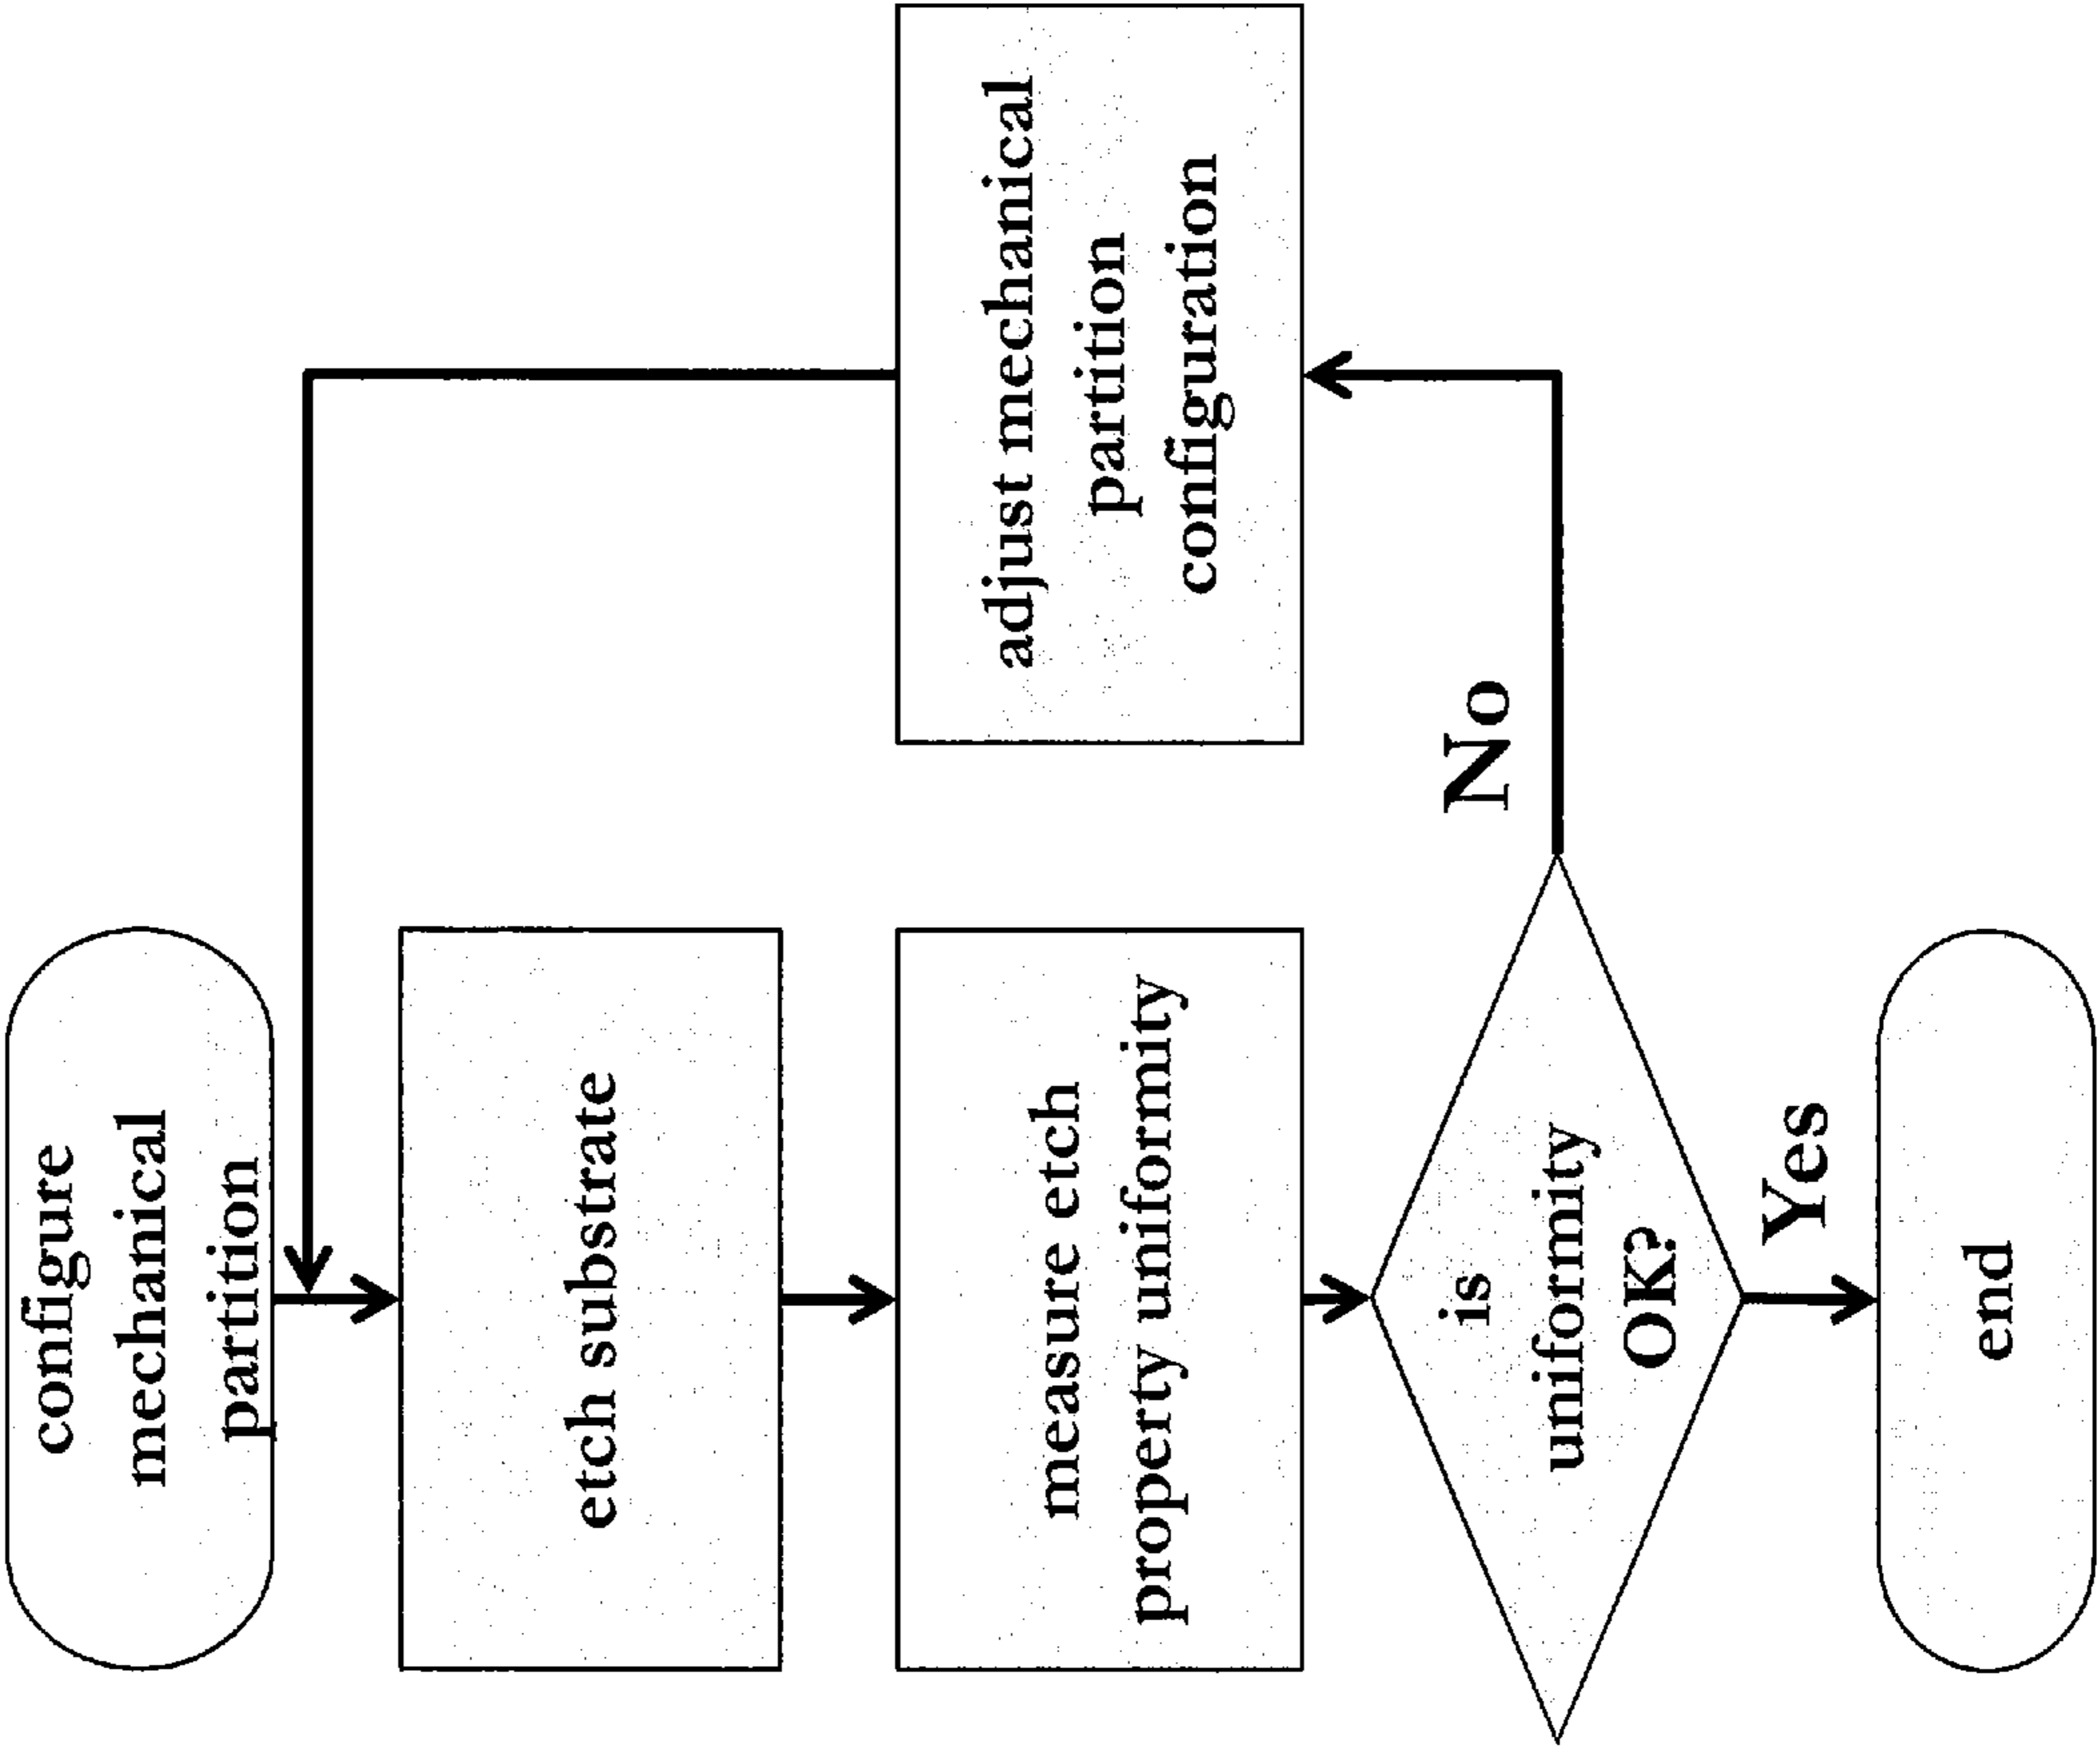 configure
mechanical
partition
etch substrate
measure etch
property uniformity
is
uniformity
OK?
Yes
end
No
adjust mechanical
partition
configuration